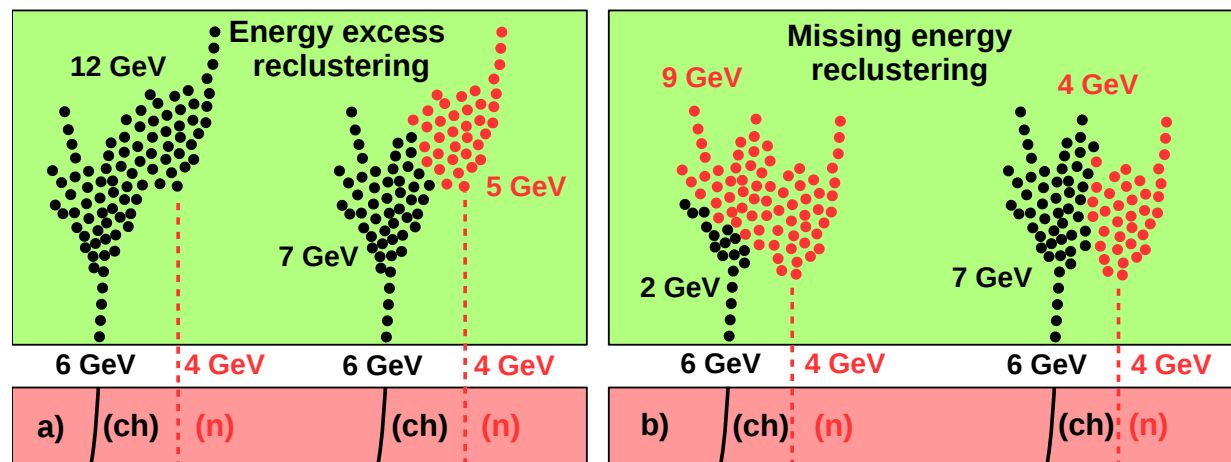 Energy excess
reclustering
12 GeV
5 GeV
7 GeV
6 GeV
4 GeV
6 GeV
4 GeV
a)
(ch)
(n)
(ch)
(n)
Missing energy
reclustering
9 GeV
4 GeV
2 GeV
7 GeV
6 GeV
4 GeV
6 GeV
4 GeV
b)
(ch)
(n)
(ch)
(n)